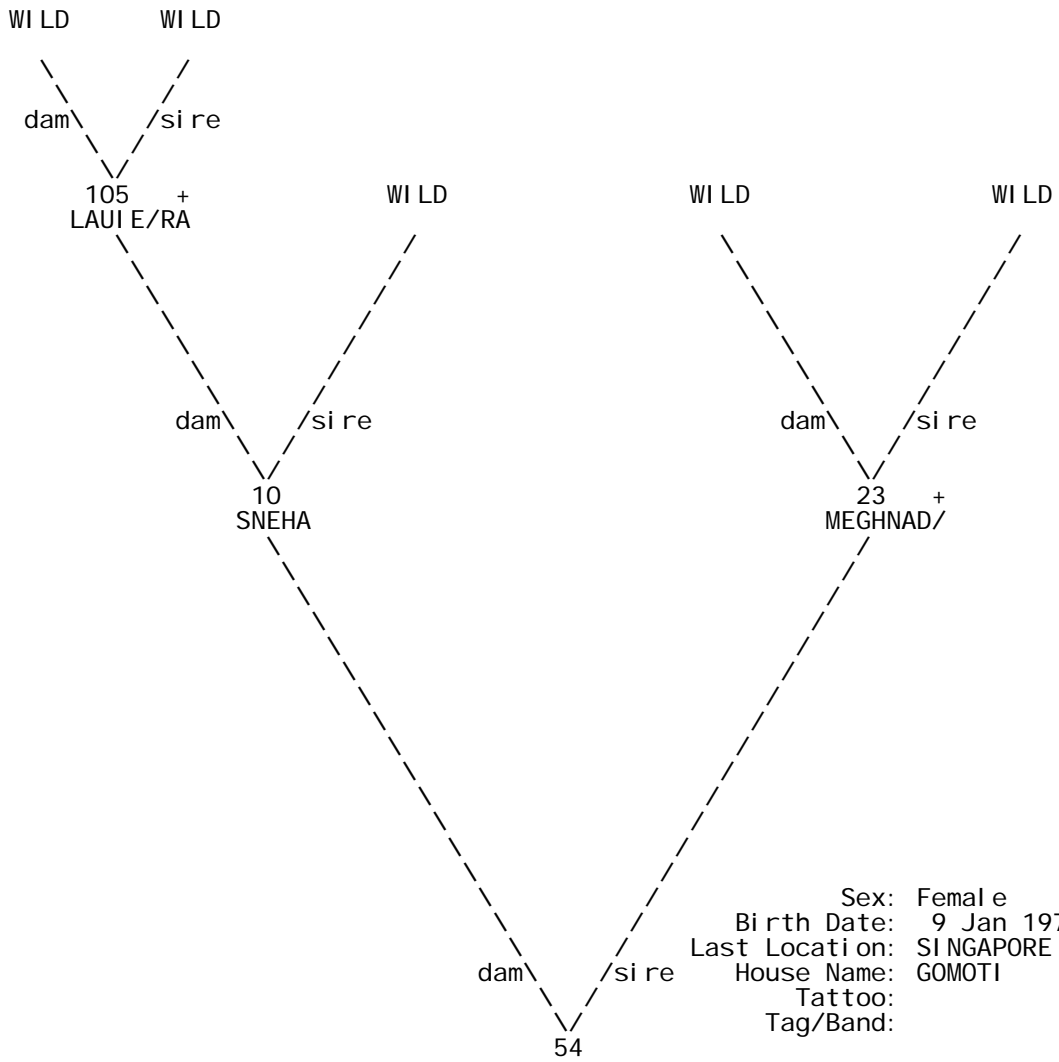 WILD WILD
dam sire
105 + WILD WILD WILD
LAUIE/RA
dam sire dam sire
10 23 +
SNEHA MEGHNAD/
Sex: Female
Birth Date: 9 Jan 197
Last Location: SINGAPORE
dam sire House Name: GOMOTI
Tattoo:
Tag/Band:
54